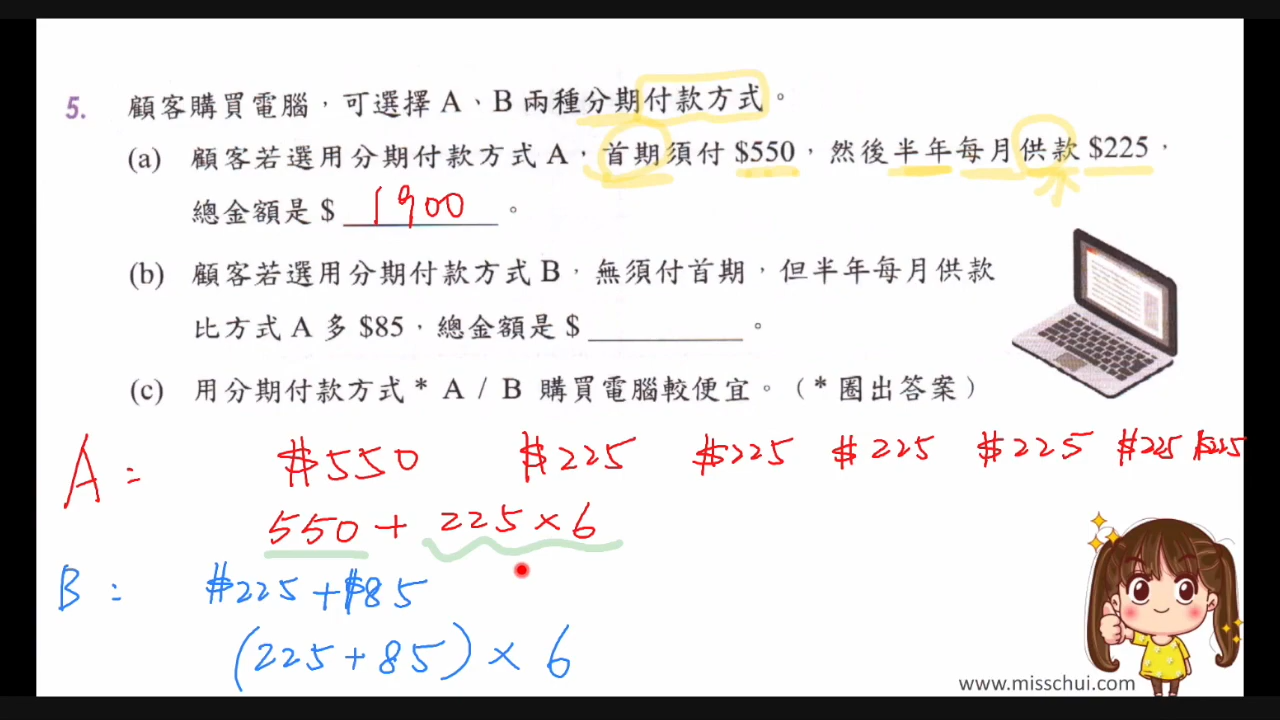 5. 顧客購買電腦，可選擇 A、B 兩種分期付款方式。
(a) 顧客若選用分期付款方式 A，首期須付 $550，然後半年每月供款 $225，
總金額是 $ 1900 。
(b) 顧客若選用分期付款方式 B，無須付首期，但半年每月供款
比方式 A 多 $85，總金額是 $ ________ 。
(c) 用分期付款方式 * A / B 購買電腦較便宜。（* 圈出答案）
A = $550 $225 $225 $225 $225 $225 $225
550 + 225 × 6
B : $225 + $85
(225 + 85) × 6
www.misschui.com